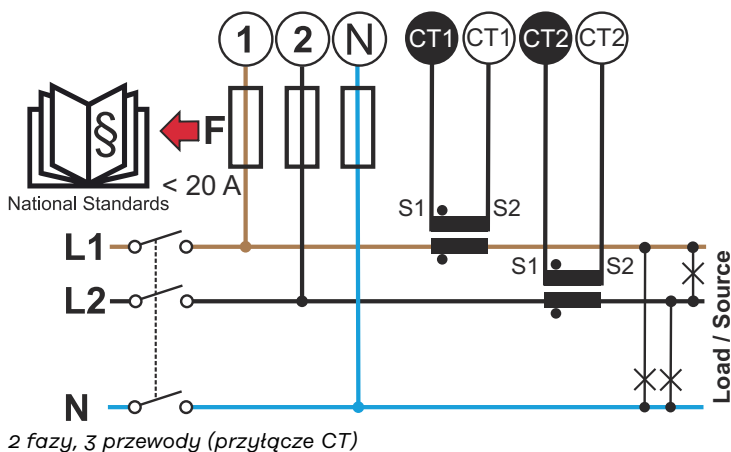 1 2 N CT1 CT1 CT2 CT2
§
F
< 20 A
National Standards
S1 S2
L1
S1 S2
L2
Load / Source
N
2 fazy, 3 przewody (przyłącze CT)